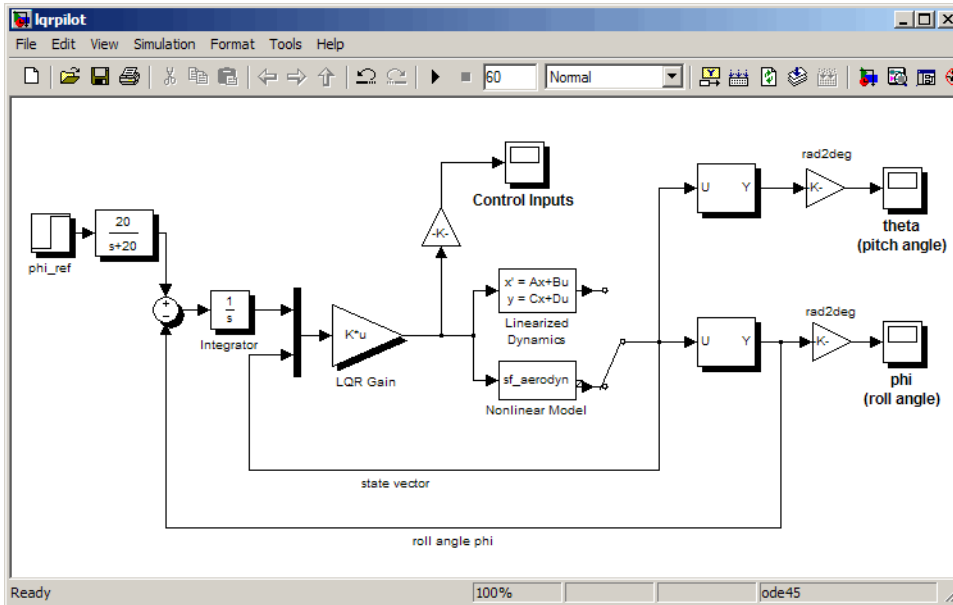 lqrpilot
File Edit View Simulation Format Tools Help
60 Normal
rad2deg
U Y
K-
Control Inputs
theta
(pitch angle)
20
s+20
phi_ref
-K-
+
−
1
s
Integrator
K*u
LQR Gain
x' = Ax+Bu
y = Cx+Du
Linearized
Dynamics
sf_aerodyn
Nonlinear Model
rad2deg
U Y
K-
phi
(roll angle)
state vector
roll angle phi
Ready 100% ode45